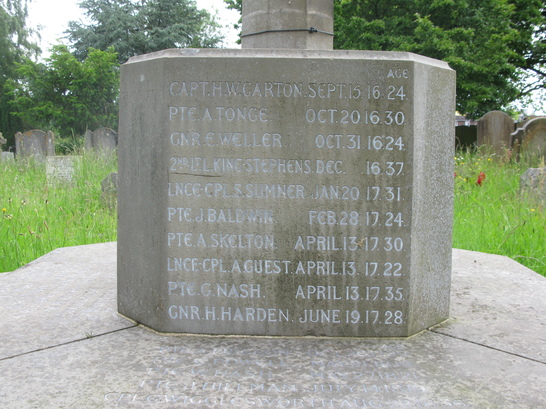 AGE
CAPT. H.W. GARTON. SEPT. 15. 16. 24.
PTE. A. TONGE. OCT. 20 16. 30.
GNR. E. WELLER. OCT. 31 16 24.
2ND LT. L. KING-STEPHENS. DEC. 16. 37.
LNCE-CPL. S. SUMNER JAN 20 17. 31.
PTE. J. BALDWIN FEB. 28. 17. 24.
PTE A. SKELTON. APRIL. 13. 17. 30.
LNCE-CPL. A. GUEST. APRIL. 13. 17. 22.
PTE. G. NASH. APRIL. 13. 17. 35.
GNR. H. HARDEN. JUNE 19. 17. 28.